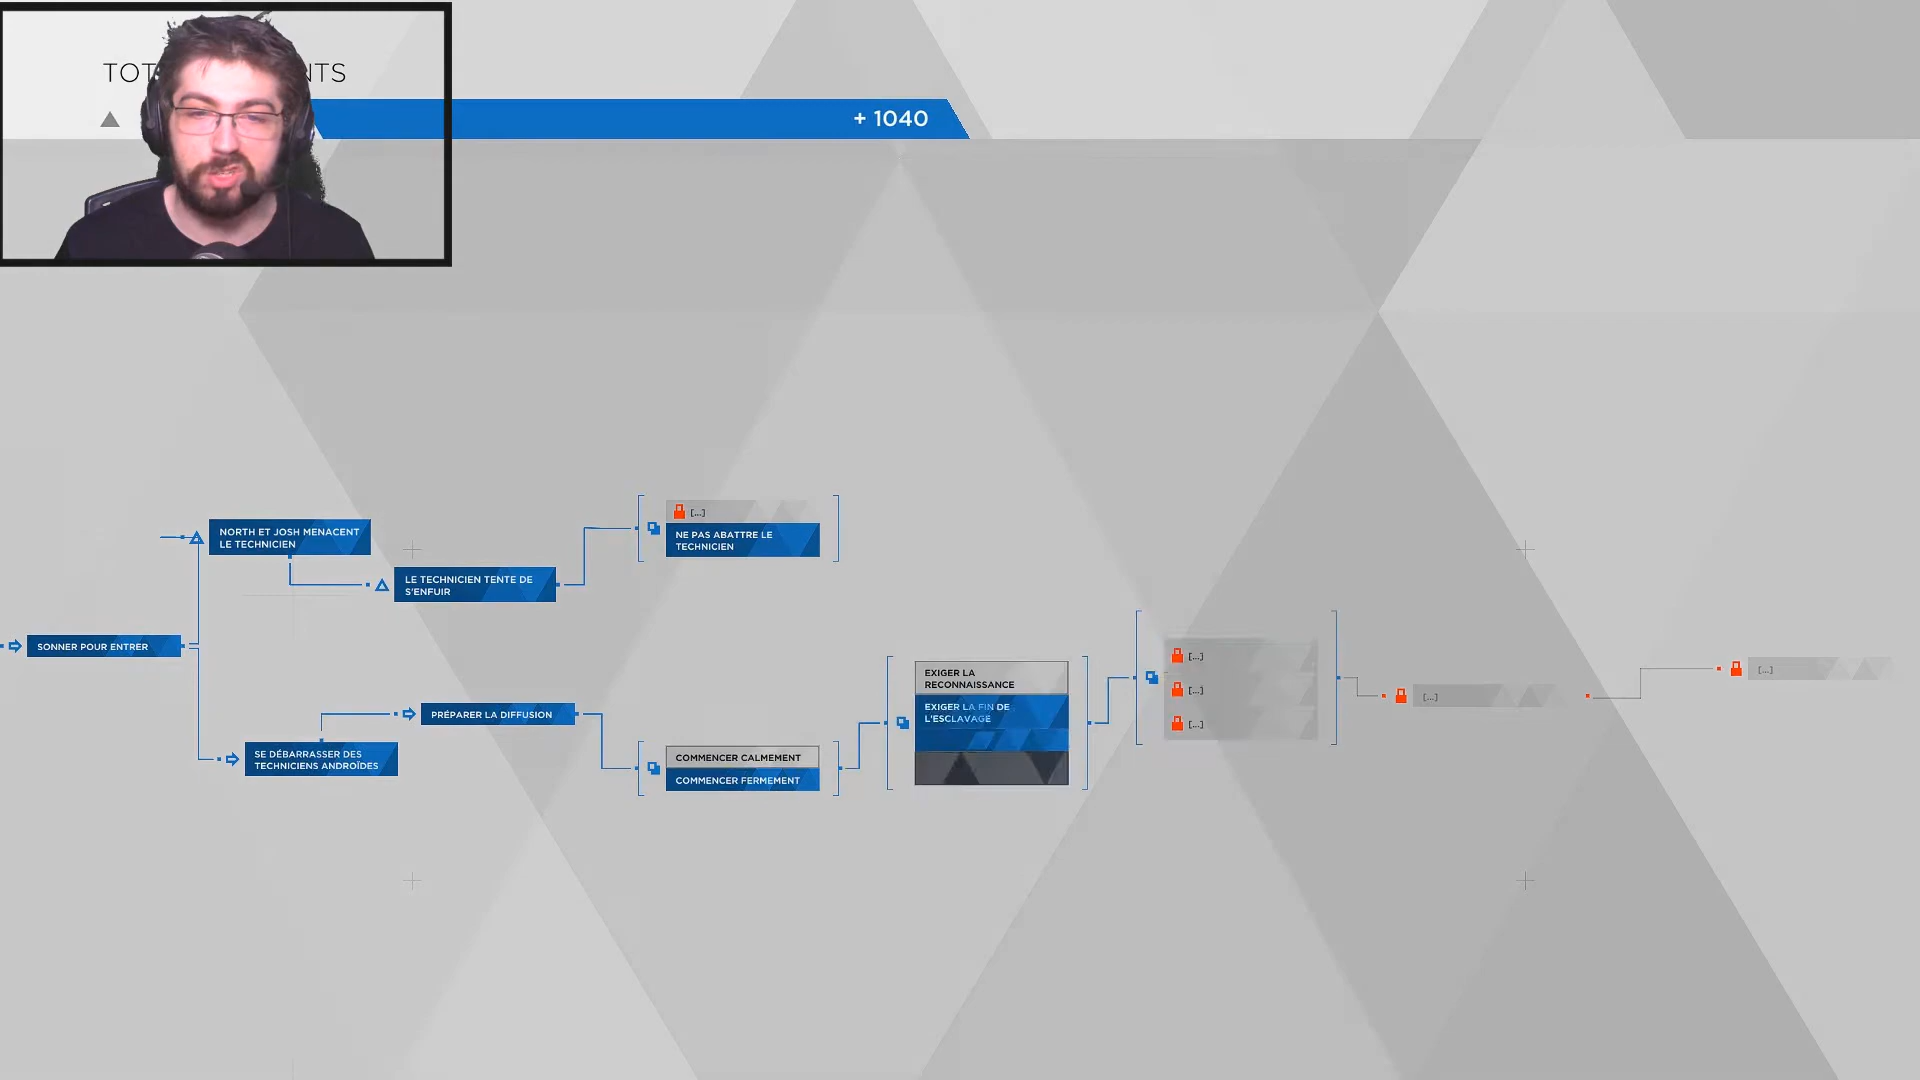 + 1040
[...]
NORTH ET JOSH MENACENT
LE TECHNICIEN
NE PAS ABATTRE LE
TECHNICIEN
LE TECHNICIEN TENTE DE
S'ENFUIR
SONNER POUR ENTRER
[...]
[...]
[...]
[...]
[...]
EXIGER LA
RECONNAISSANCE
EXIGER LA FIN DE
L'ESCLAVAGE
PRÉPARER LA DIFFUSION
SE DÉBARRASSER DES
TECHNICIENS ANDROÏDES
COMMENCER CALMEMENT
COMMENCER FERMEMENT